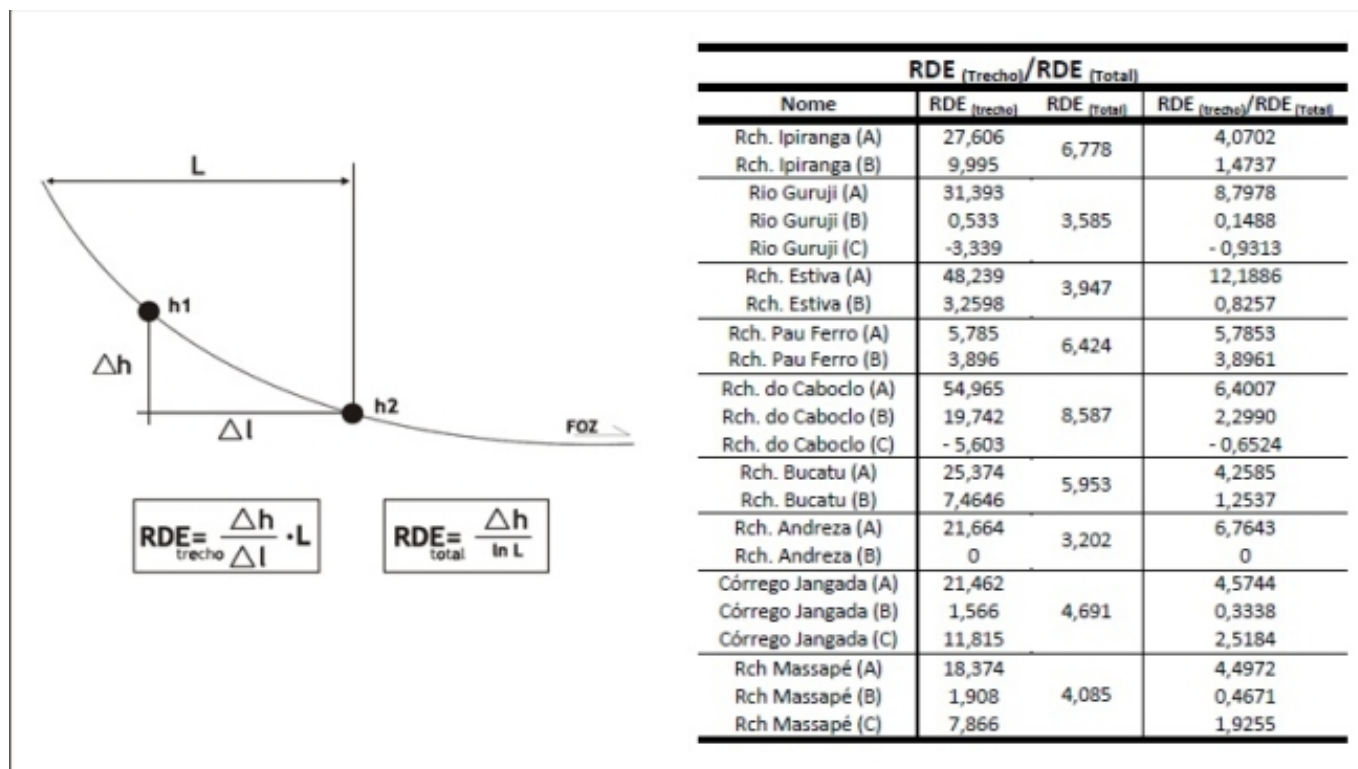 L
h1
△h
h2
△l
FOZ
RDE trecho = △h / △l · L
RDE total = △h / ln L
RDE (Trecho)/RDE (Total)
Nome RDE (trecho) RDE (Total) RDE (trecho)/RDE (Total)
Rch. Ipiranga (A) 27,606 6,778 4,0702
Rch. Ipiranga (B) 9,995 1,4737
Rio Guruji (A) 31,393 8,7978
Rio Guruji (B) 0,533 3,585 0,1488
Rio Guruji (C) -3,339 - 0,9313
Rch. Estiva (A) 48,239 3,947 12,1886
Rch. Estiva (B) 3,2598 0,8257
Rch. Pau Ferro (A) 5,785 6,424 5,7853
Rch. Pau Ferro (B) 3,896 3,8961
Rch. do Caboclo (A) 54,965 6,4007
Rch. do Caboclo (B) 19,742 8,587 2,2990
Rch. do Caboclo (C) - 5,603 - 0,6524
Rch. Bucatu (A) 25,374 5,953 4,2585
Rch. Bucatu (B) 7,4646 1,2537
Rch. Andreza (A) 21,664 3,202 6,7643
Rch. Andreza (B) 0 0
Córrego Jangada (A) 21,462 4,5744
Córrego Jangada (B) 1,566 4,691 0,3338
Córrego Jangada (C) 11,815 2,5184
Rch Massapé (A) 18,374 4,4972
Rch Massapé (B) 1,908 4,085 0,4671
Rch Massapé (C) 7,866 1,9255